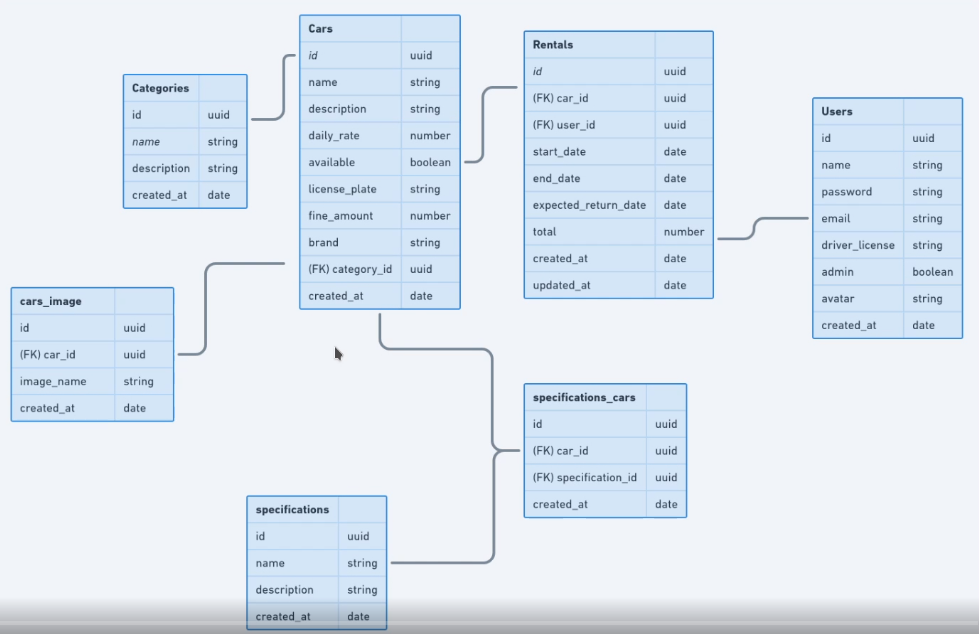 Cars
id uuid
name string
description string
daily_rate number
available boolean
license_plate string
fine_amount number
brand string
(FK) category_id uuid
created_at date
Rentals
id uuid
(FK) car_id uuid
(FK) user_id uuid
start_date date
end_date date
expected_return_date date
total number
created_at date
updated_at date
Categories
id uuid
name string
description string
created_at date
Users
id uuid
name string
password string
email string
driver_license string
admin boolean
avatar string
created_at date
cars_image
id uuid
(FK) car_id uuid
image_name string
created_at date
specifications_cars
id uuid
(FK) car_id uuid
(FK) specification_id uuid
created_at date
specifications
id uuid
name string
description string
created_at date